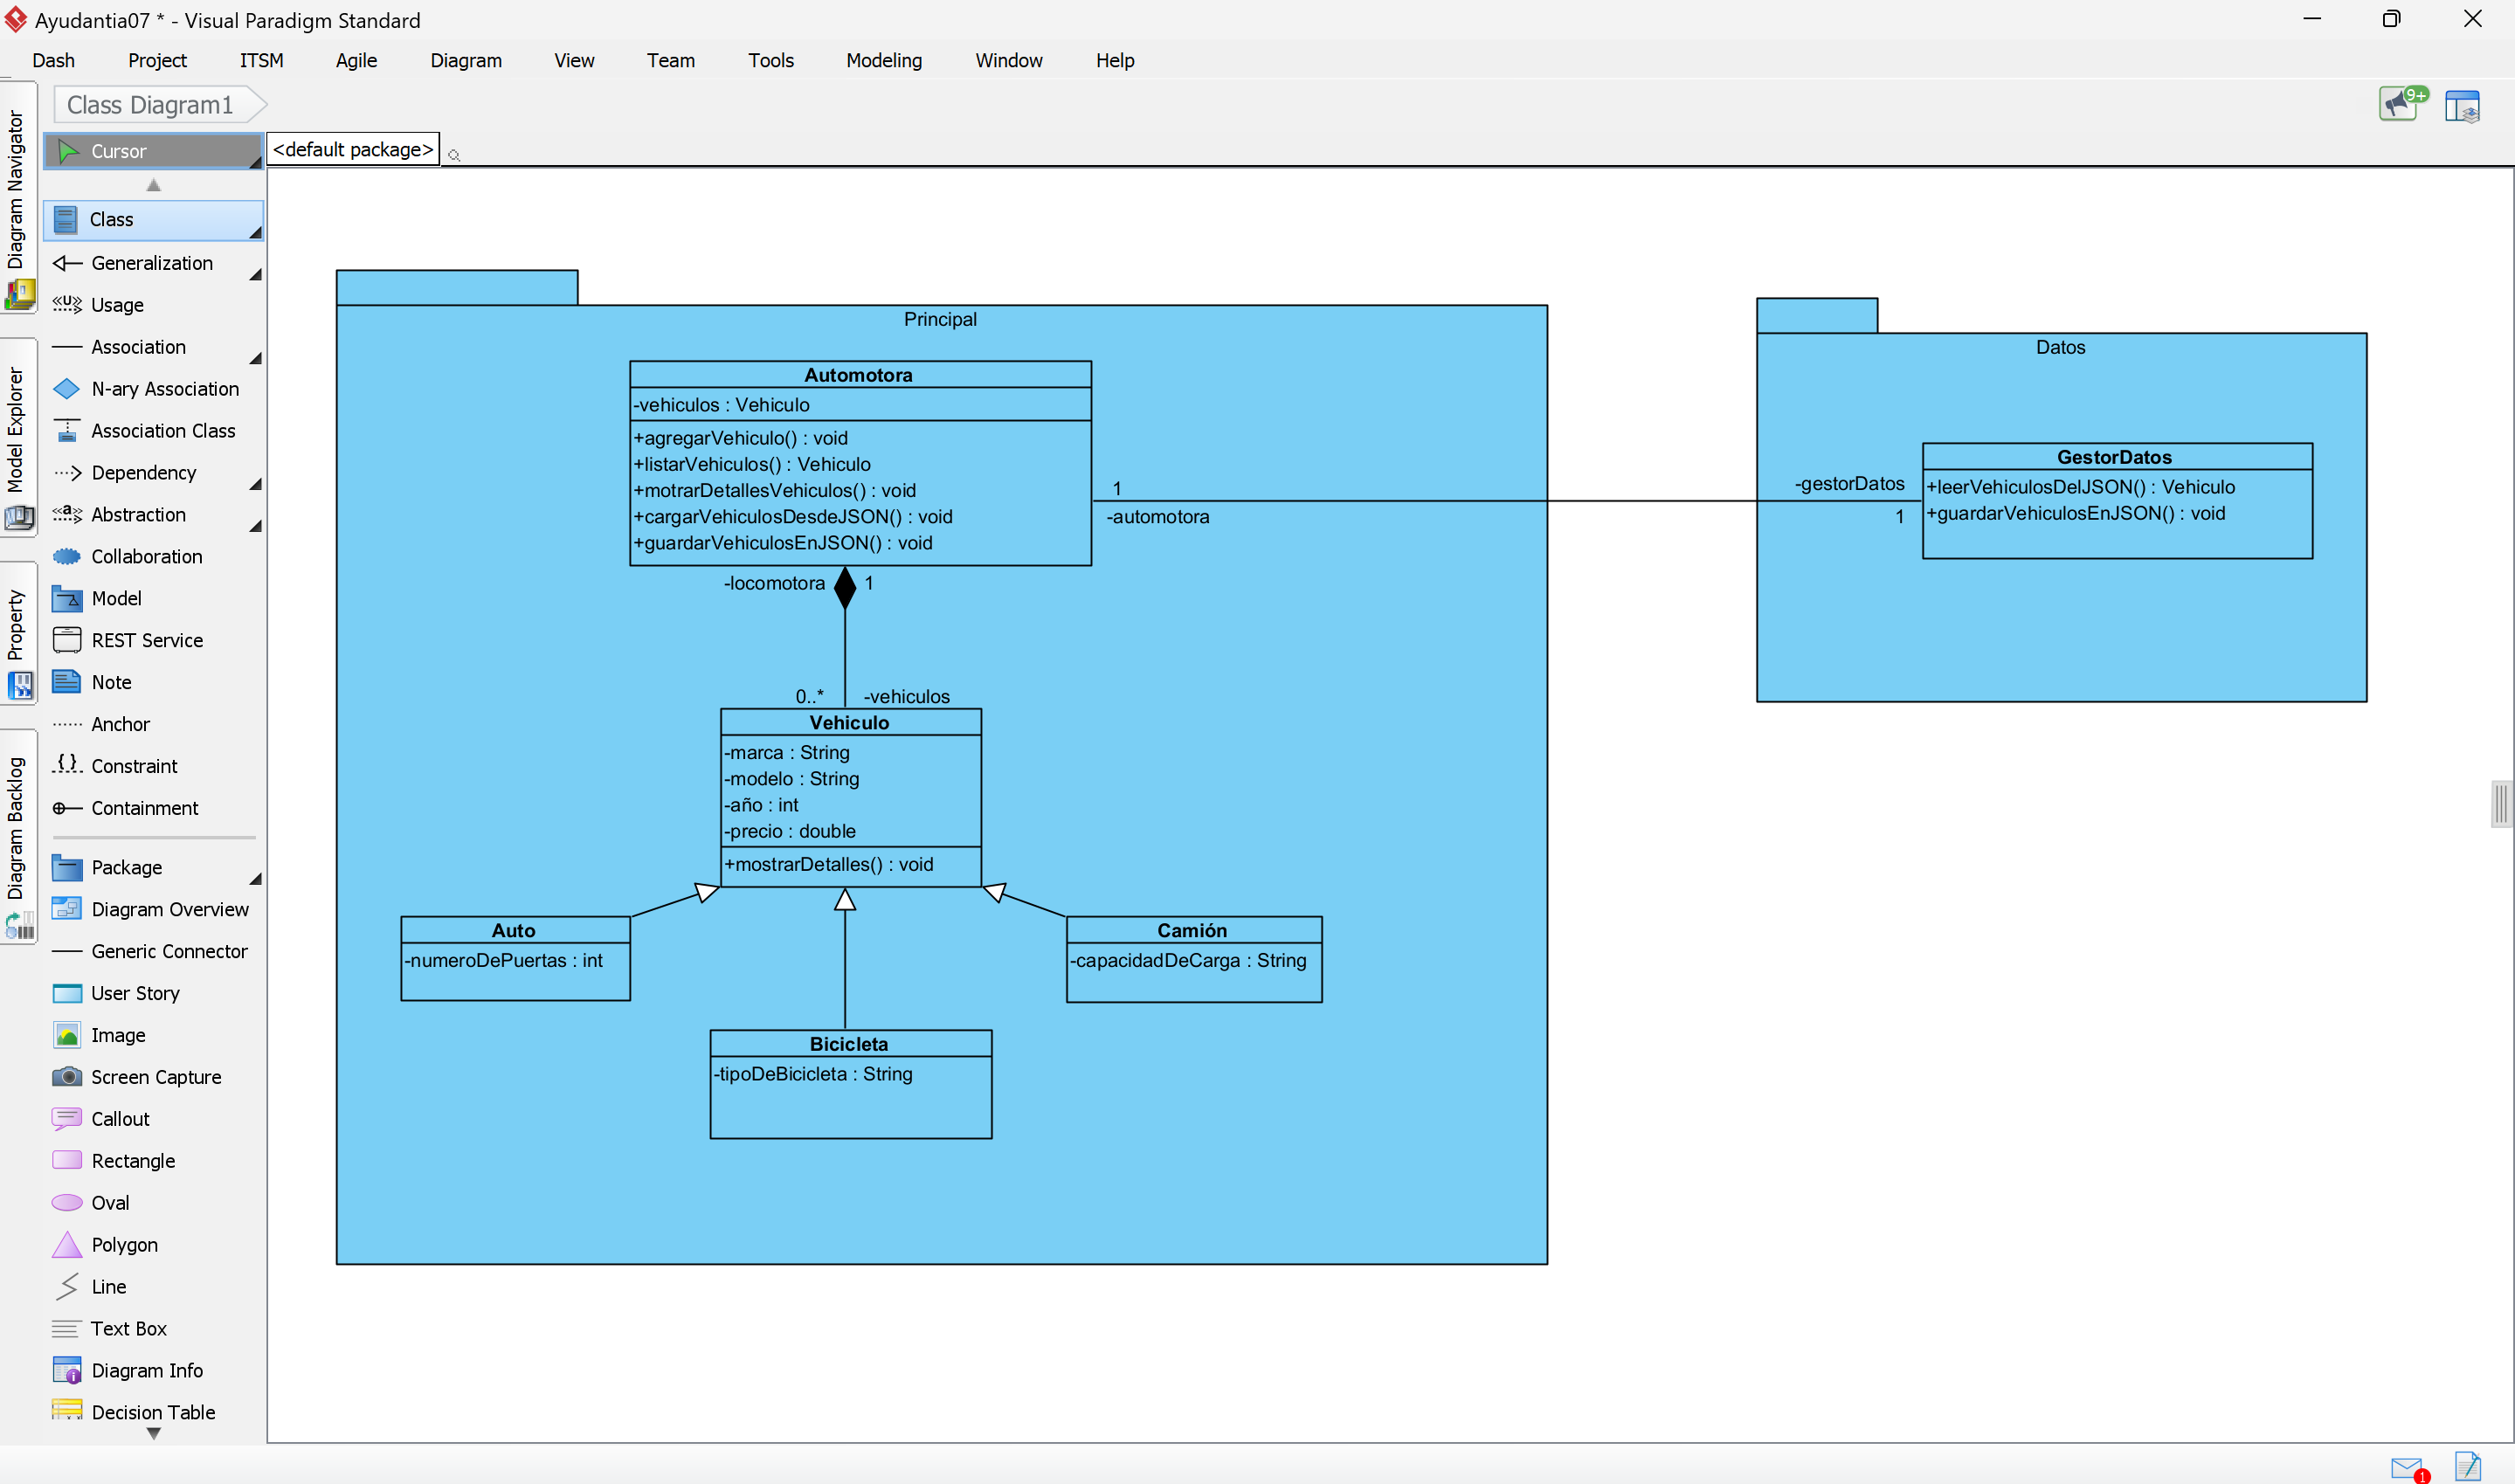 Ayudantia07 * - Visual Paradigm Standard
Dash Project ITSM Agile Diagram View Team Tools Modeling Window Help
Class Diagram1
9+
Diagram Navigator
Model Explorer
Property
Diagram Backlog
Cursor
Class
Generalization
«U» Usage
Association
N-ary Association
Association Class
Dependency
«a» Abstraction
Collaboration
Model
REST Service
Note
Anchor
{} Constraint
Containment
Package
Diagram Overview
Generic Connector
User Story
Image
Screen Capture
Callout
Rectangle
Oval
Polygon
Line
Text Box
Diagram Info
Decision Table
<default package>
Principal
Automotora
-vehiculos : Vehiculo
+agregarVehiculo() : void
+listarVehiculos() : Vehiculo
+motrarDetallesVehiculos() : void
+cargarVehiculosDesdeJSON() : void
+guardarVehiculosEnJSON() : void
1
-automotora
-locomotora 1
0..* -vehiculos
Vehiculo
-marca : String
-modelo : String
-año : int
-precio : double
+mostrarDetalles() : void
Auto
-numeroDePuertas : int
Bicicleta
-tipoDeBicicleta : String
Camión
-capacidadDeCarga : String
Datos
-gestorDatos
1
GestorDatos
+leerVehiculosDelJSON() : Vehiculo
+guardarVehiculosEnJSON() : void
1